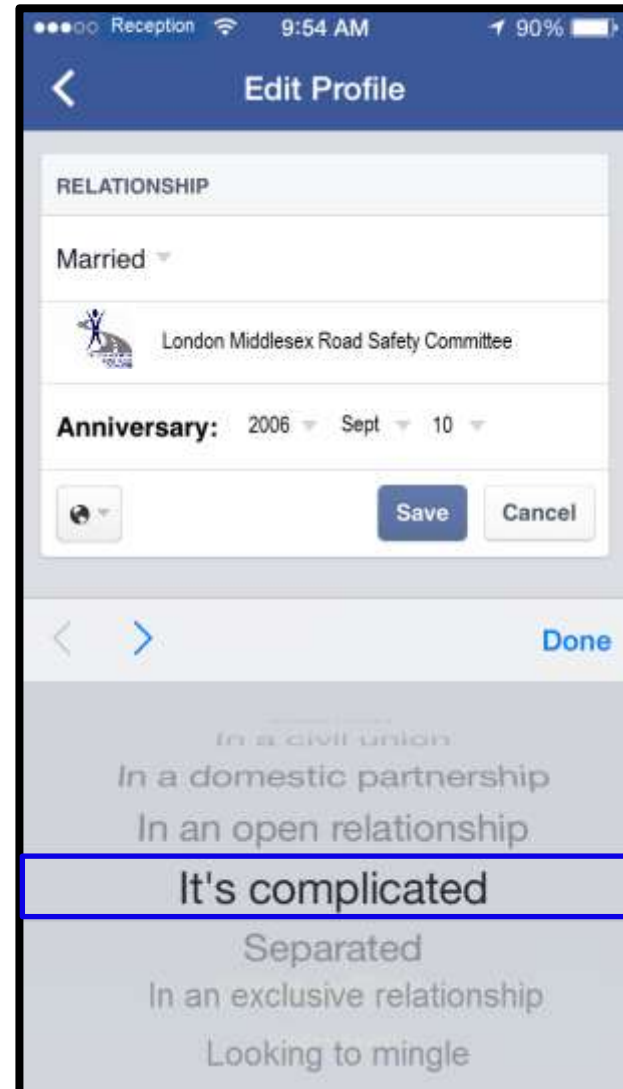 Reception 9:54 AM 90%
Edit Profile
RELATIONSHIP
Married
London Middlesex Road Safety Committee
Anniversary: 2006 Sept 10
Save Cancel
Done
In a civil union
In a domestic partnership
In an open relationship
It's complicated
Separated
In an exclusive relationship
Looking to mingle